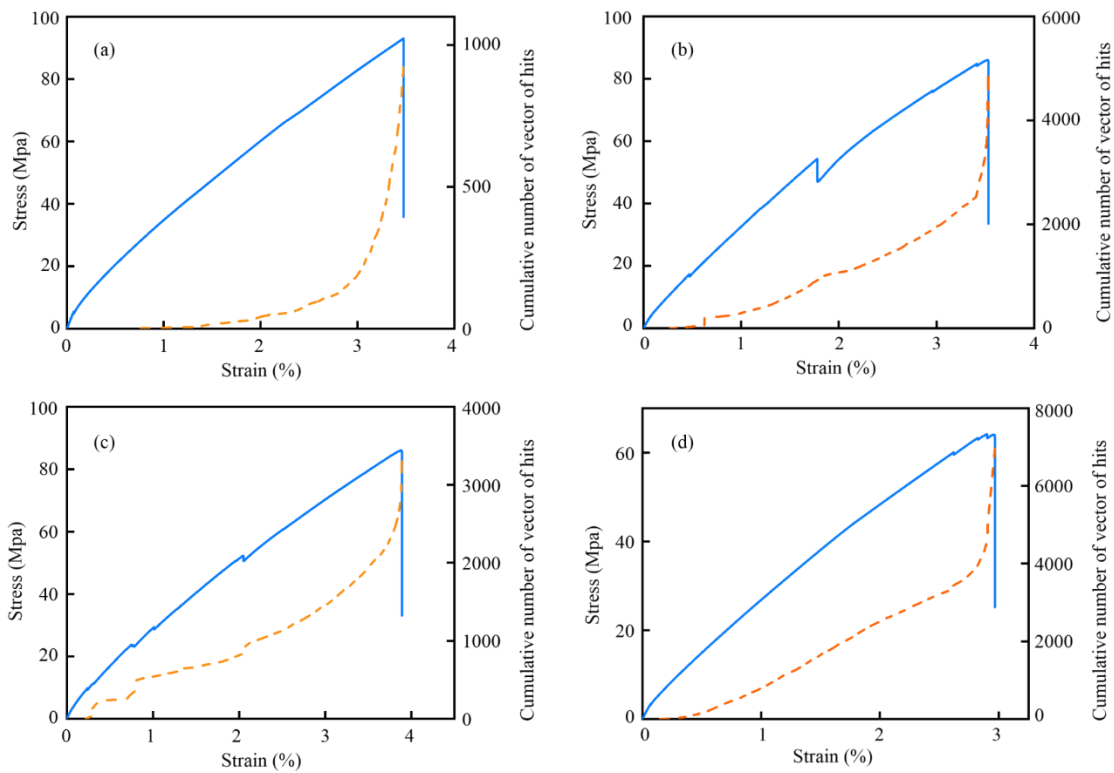 (a)
Stress (Mpa)
100
80
60
40
20
0
0 1 2 3 4
Strain (%)
1000
500
0
Cumulative number of vector of hits
(b)
Stress (Mpa)
100
80
60
40
20
0
0 1 2 3 4
Strain (%)
6000
4000
2000
0
Cumulative number of vector of hits
(c)
Stress (Mpa)
100
80
60
40
20
0
0 1 2 3 4
Strain (%)
4000
3000
2000
1000
0
Cumulative number of vector of hits
(d)
Stress (Mpa)
60
40
20
0
0 1 2 3
Strain (%)
8000
6000
4000
2000
0
Cumulative number of vector of hits